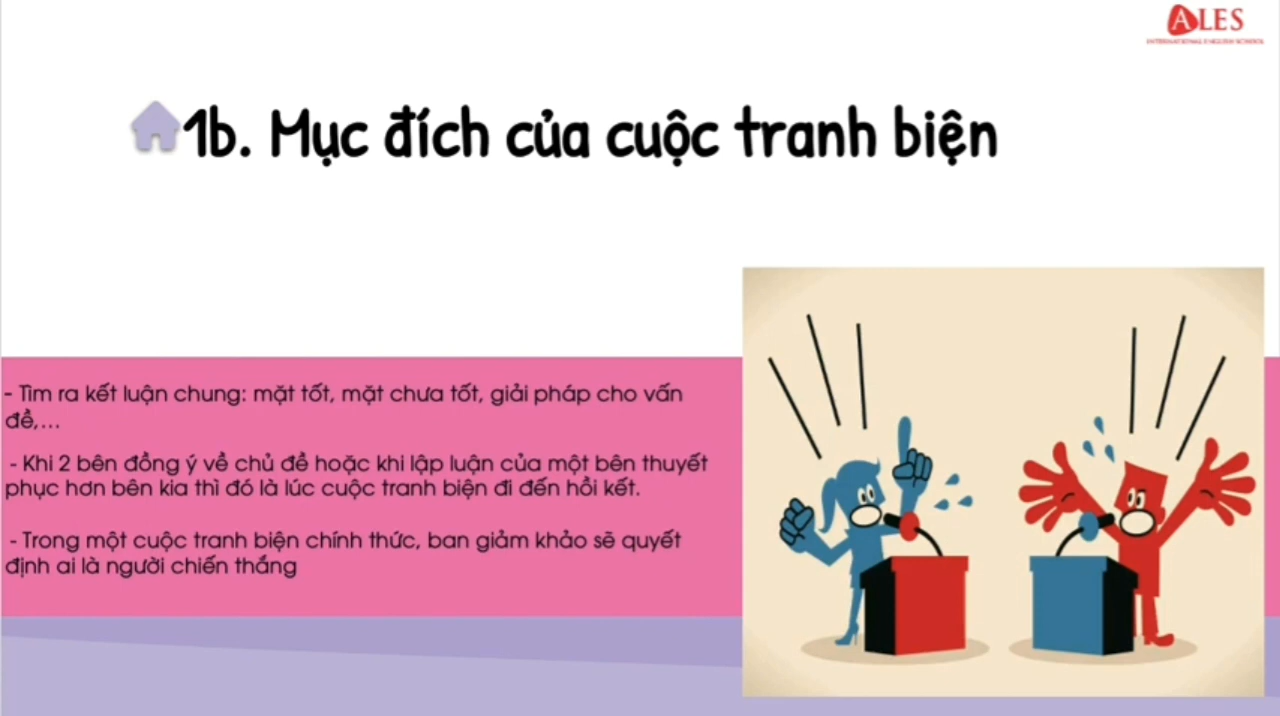 ALES
INTERNATIONAL ENGLISH SCHOOL
1b. Mục đích của cuộc tranh biện
- Tìm ra kết luận chung: mặt tốt, mặt chưa tốt, giải pháp cho vấn
đề,...
- Khi 2 bên đồng ý về chủ đề hoặc khi lập luận của một bên thuyết
phục hơn bên kia thì đó là lúc cuộc tranh biện đi đến hồi kết.
- Trong một cuộc tranh biện chính thức, ban giảm khảo sẽ quyết
định ai là người chiến thắng